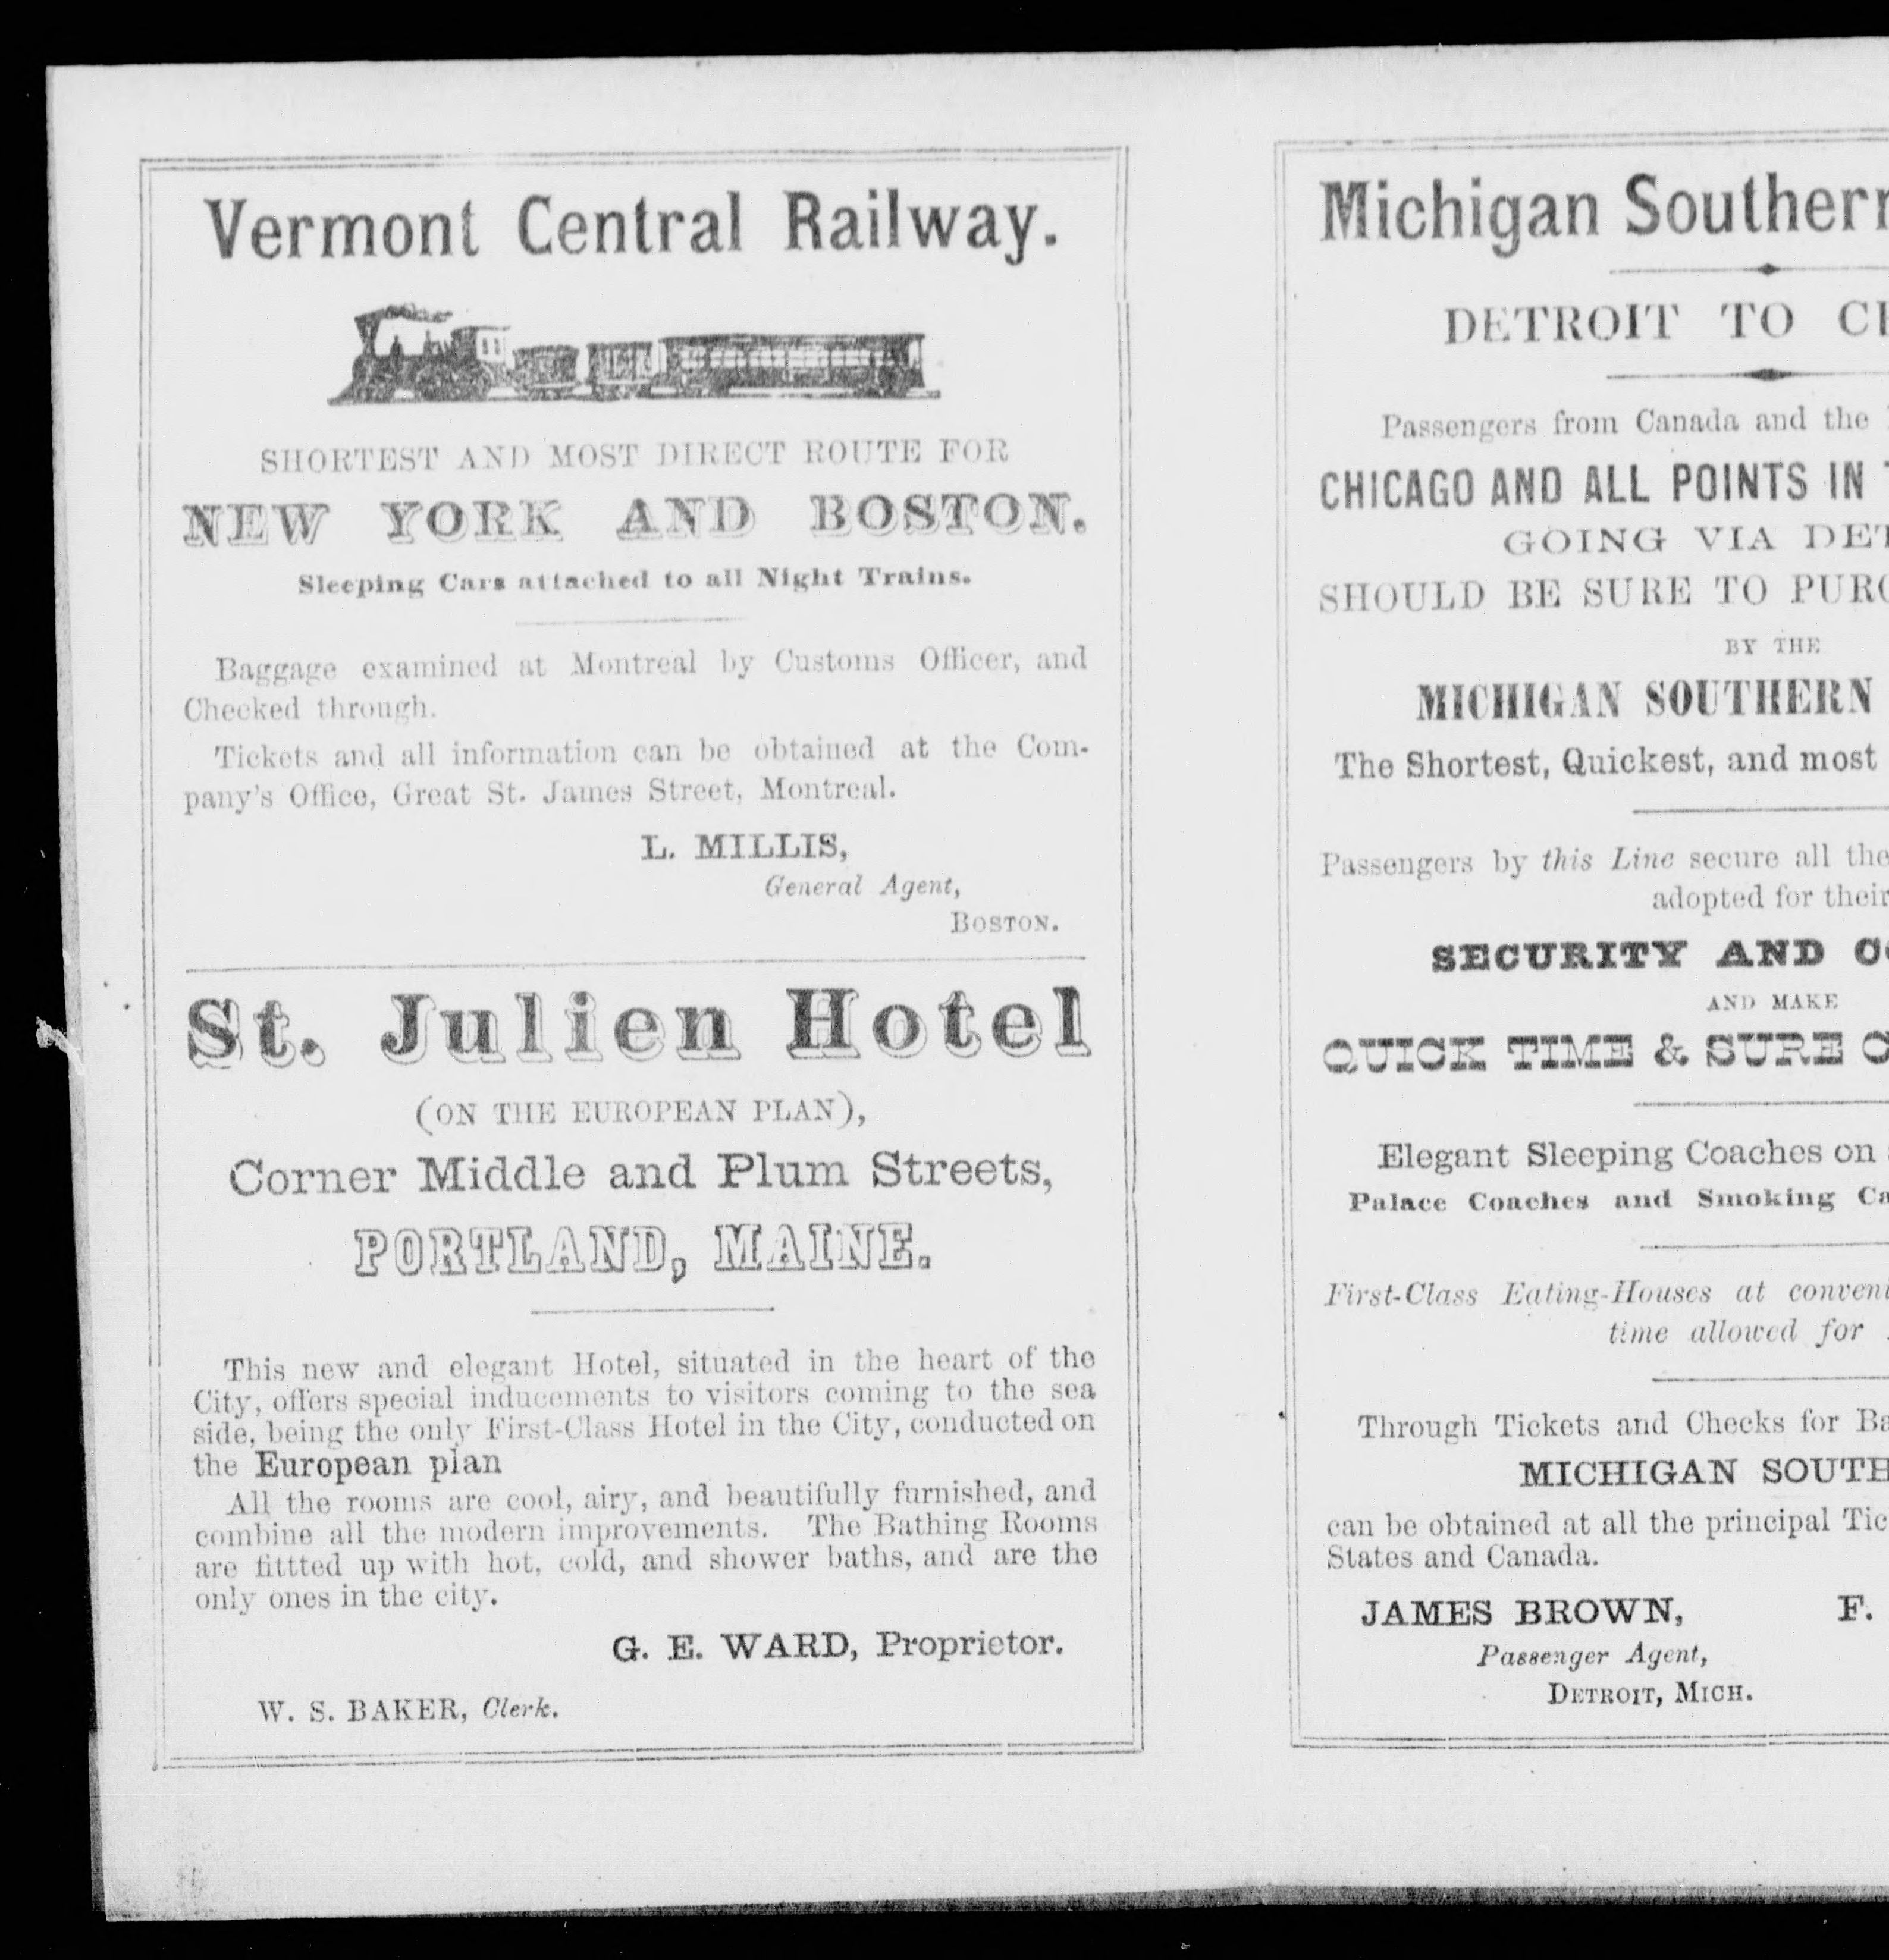 Vermont Central Railway.
SHORTEST AND MOST DIRECT ROUTE FOR
NEW YORK AND BOSTON.
Sleeping Cars attached to all Night Trains.
Baggage examined at Montreal by Customs Officer, and
Checked through.
Tickets and all information can be obtained at the Com-
pany's Office, Great St. James Street, Montreal.
L. MILLIS,
General Agent,
BOSTON.
St. Julien Hotel
(ON THE EUROPEAN PLAN),
Corner Middle and Plum Streets,
PORTLAND, MAINE.
This new and elegant Hotel, situated in the heart of the
City, offers special inducements to visitors coming to the sea
side, being the only First-Class Hotel in the City, conducted on
the European plan
All the rooms are cool, airy, and beautifully furnished, and
combine all the modern improvements. The Bathing Rooms
are fittted up with hot, cold, and shower baths, and are the
only ones in the city.
G. E. WARD, Proprietor.
W. S. BAKER, Clerk.
Michigan Southern
DETROIT TO
Passengers from Canada and the
CHICAGO AND ALL POINTS IN
GOING VIA DET
SHOULD BE SURE TO PURC
BY THE
MICHIGAN SOUTHERN
The Shortest, Quickest, and most
Passengers by this Line secure all the
adopted for their
SECURITY AND
AND MAKE
QUICK TIME & SURE C
Elegant Sleeping Coaches on
Palace Coaches and Smoking Ca
First-Class Eating-Houses at conveni
time allowed for
Through Tickets and Checks for Ba
MICHIGAN SOUTH
can be obtained at all the principal Tic
States and Canada.
JAMES BROWN, F.
Passenger Agent,
DETROIT, MICH.